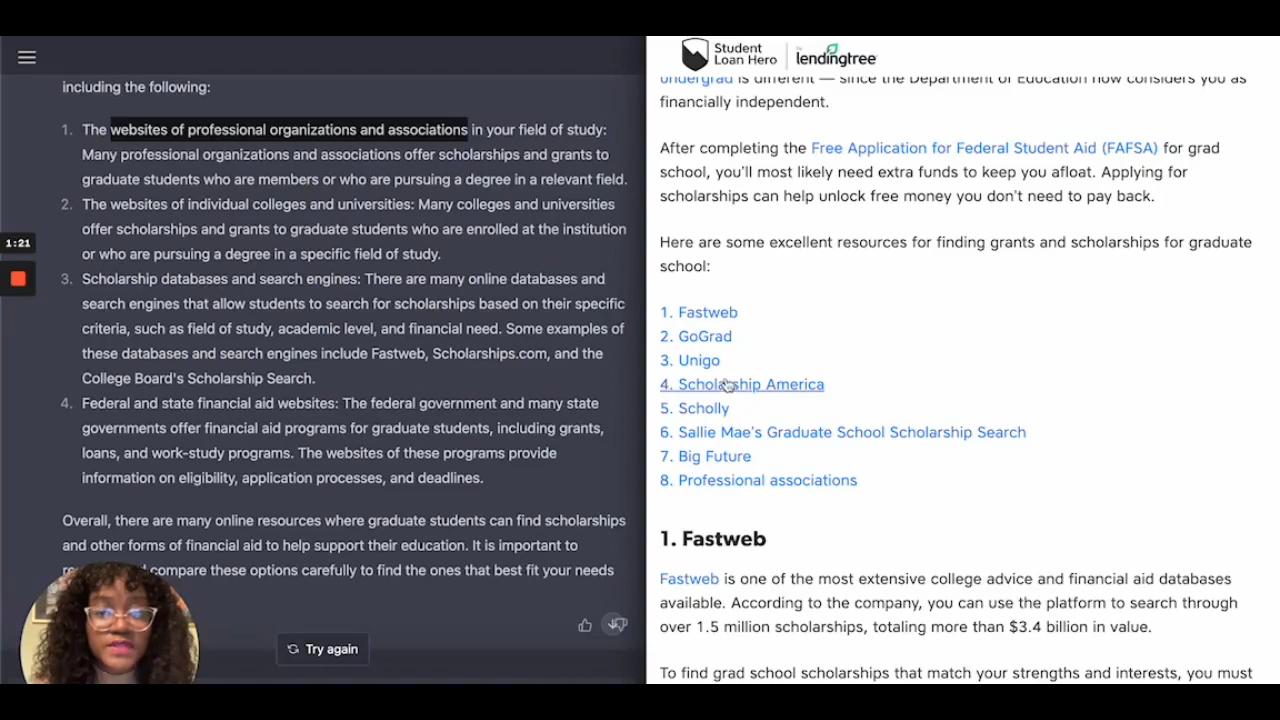 including the following:
1. The websites of professional organizations and associations in your field of study:
Many professional organizations and associations offer scholarships and grants to
graduate students who are members or who are pursuing a degree in a relevant field.
2. The websites of individual colleges and universities: Many colleges and universities
offer scholarships and grants to graduate students who are enrolled at the institution
or who are pursuing a degree in a specific field of study.
3. Scholarship databases and search engines: There are many online databases and
search engines that allow students to search for scholarships based on their specific
criteria, such as field of study, academic level, and financial need. Some examples of
these databases and search engines include Fastweb, Scholarships.com, and the
College Board's Scholarship Search.
4. Federal and state financial aid websites: The federal government and many state
governments offer financial aid programs for graduate students, including grants,
loans, and work-study programs. The websites of these programs provide
information on eligibility, application processes, and deadlines.
Overall, there are many online resources where graduate students can find scholarships
and other forms of financial aid to help support their education. It is important to
compare these options carefully to find the ones that best fit your needs
Try again
1:21
Student
Loan Hero
by
lendingtree
undergrad is different — since the Department of Education now considers you as
financially independent.
After completing the Free Application for Federal Student Aid (FAFSA) for grad
school, you'll most likely need extra funds to keep you afloat. Applying for
scholarships can help unlock free money you don't need to pay back.
Here are some excellent resources for finding grants and scholarships for graduate
school:
1. Fastweb
2. GoGrad
3. Unigo
4. Scholarship America
5. Scholly
6. Sallie Mae's Graduate School Scholarship Search
7. Big Future
8. Professional associations
1. Fastweb
Fastweb is one of the most extensive college advice and financial aid databases
available. According to the company, you can use the platform to search through
over 1.5 million scholarships, totaling more than $3.4 billion in value.
To find grad school scholarships that match your strengths and interests, you must